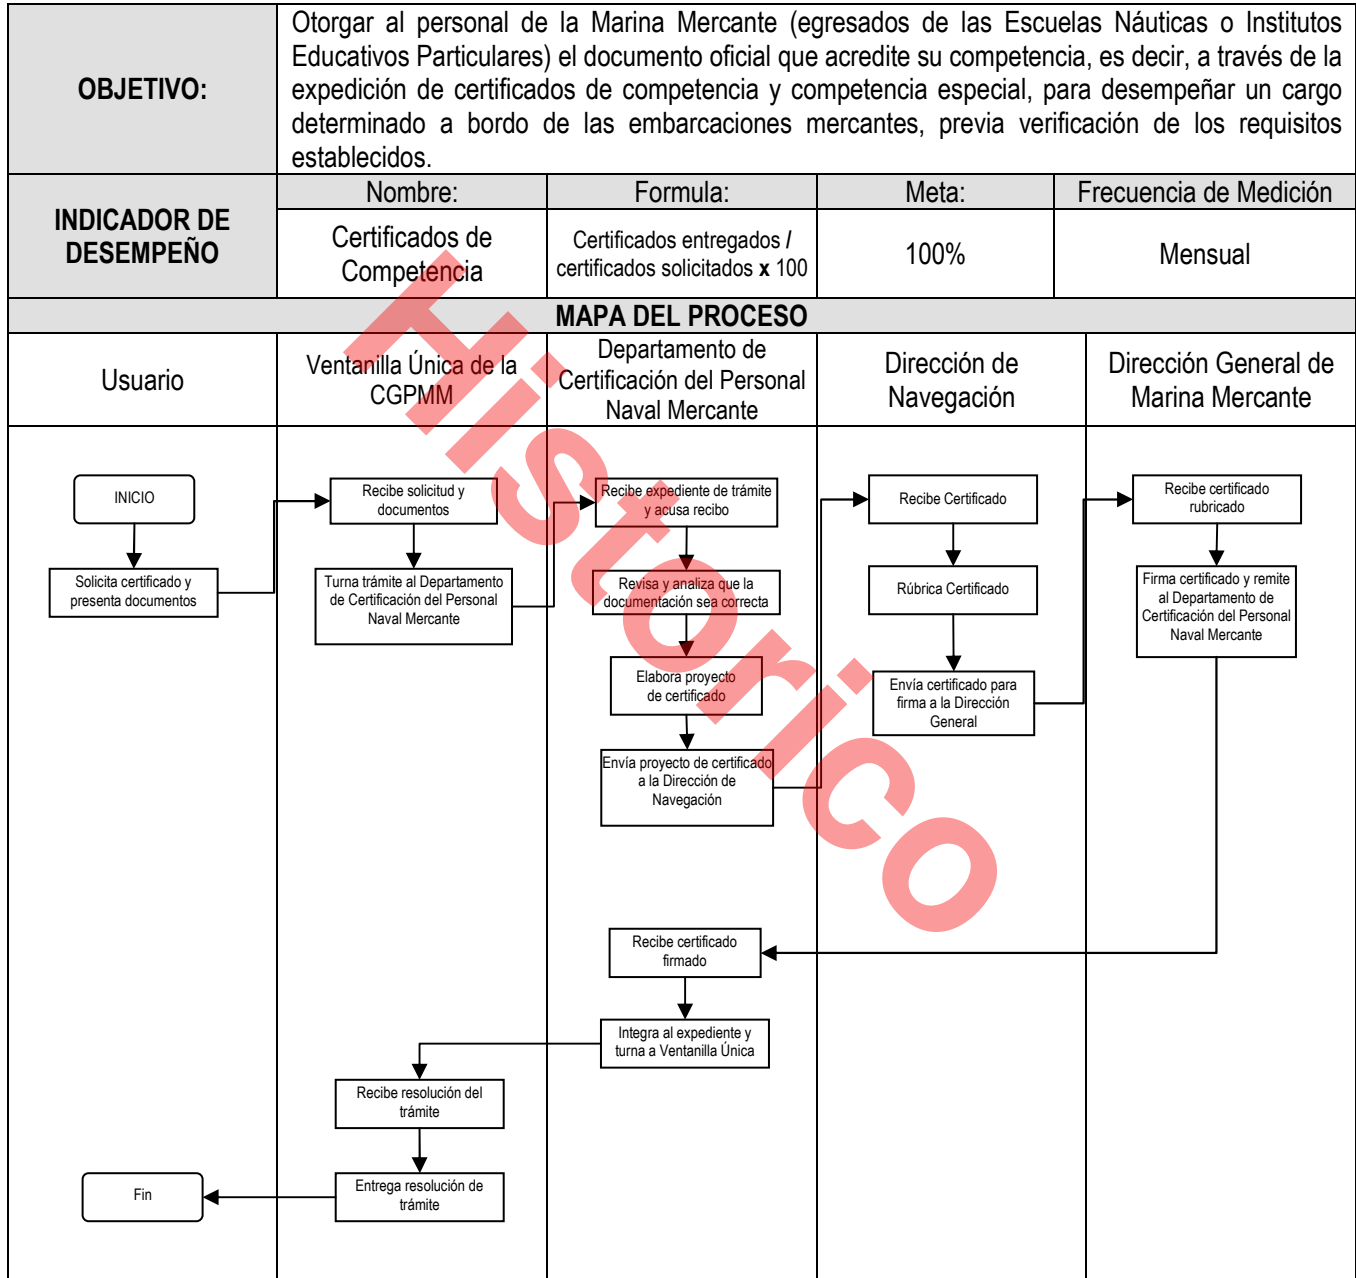 OBJETIVO:
Otorgar al personal de la Marina Mercante (egresados de las Escuelas Náuticas o Institutos
Educativos Particulares) el documento oficial que acredite su competencia, es decir, a través de la
expedición de certificados de competencia y competencia especial, para desempeñar un cargo
determinado a bordo de las embarcaciones mercantes, previa verificación de los requisitos
establecidos.
INDICADOR DE
DESEMPEÑO
Nombre:
Formula:
Meta:
Frecuencia de Medición
Certificados de
Competencia
Certificados entregados /
certificados solicitados x 100
100%
Mensual
MAPA DEL PROCESO
Usuario
Ventanilla Única de la
CGPMM
Departamento de
Certificación del Personal
Naval Mercante
Dirección de
Navegación
Dirección General de
Marina Mercante
INICIO
Solicita certificado y
presenta documentos
Recibe solicitud y
documentos
Turna trámite al Departamento
de Certificación del Personal
Naval Mercante
Recibe expediente de trámite
y acusa recibo
Revisa y analiza que la
documentación sea correcta
Elabora proyecto
de certificado
Envía proyecto de certificado
a la Dirección de
Navegación
Recibe Certificado
Rúbrica Certificado
Envía certificado para
firma a la Dirección
General
Recibe certificado
rubricado
Firma certificado y remite
al Departamento de
Certificación del Personal
Naval Mercante
Recibe certificado
firmado
Integra al expediente y
turna a Ventanilla Única
Recibe resolución del
trámite
Entrega resolución de
trámite
Fin
Historico